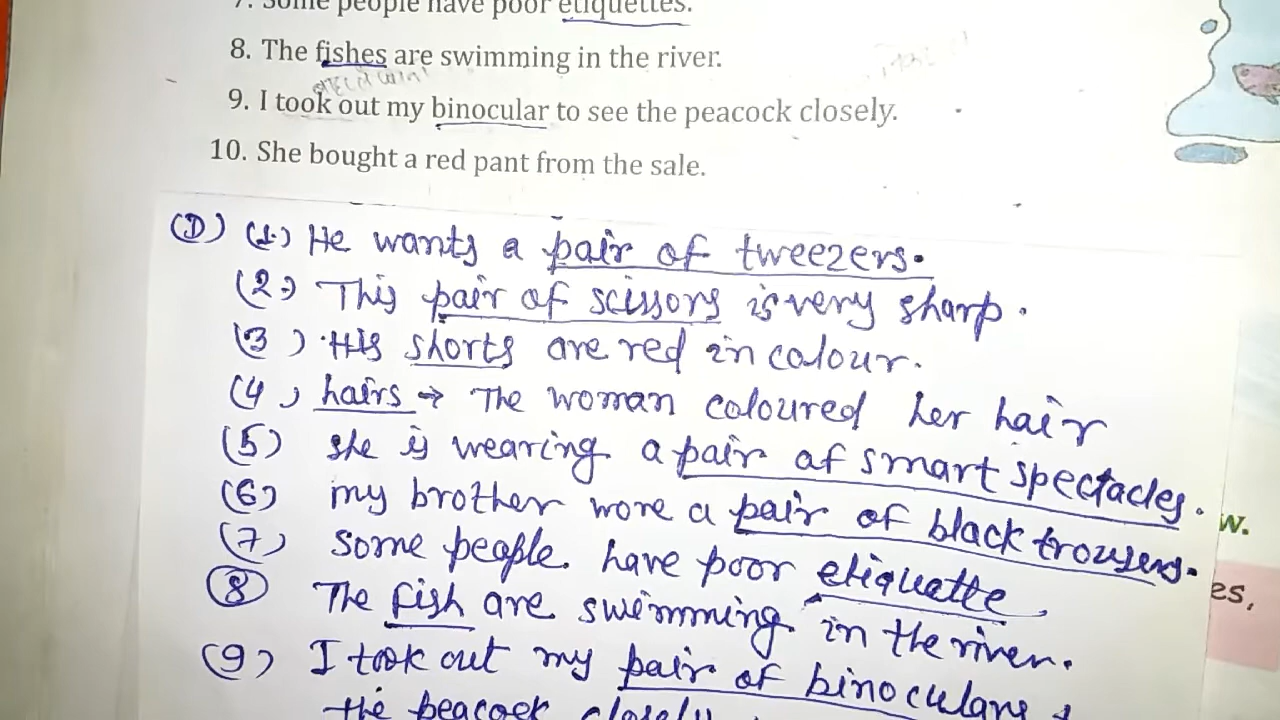 7. Some people have poor etiquettes.
8. The fishes are swimming in the river.
9. I took out my binocular to see the peacock closely.
10. She bought a red pant from the sale.
(D) (1.) He wants a pair of tweezers.
(2.) This pair of scissors is very sharp.
(3) His shorts are red in colour.
(4) hairs → The woman coloured her hair
(5) she is wearing a pair of smart spectacles.
(6) my brother wore a pair of black trousers.
w.
(7) some people. have poor etiquette.
es,
(8) The fish are swimming in the river.
(9) I took out my pair of binoculars
the peacock closely